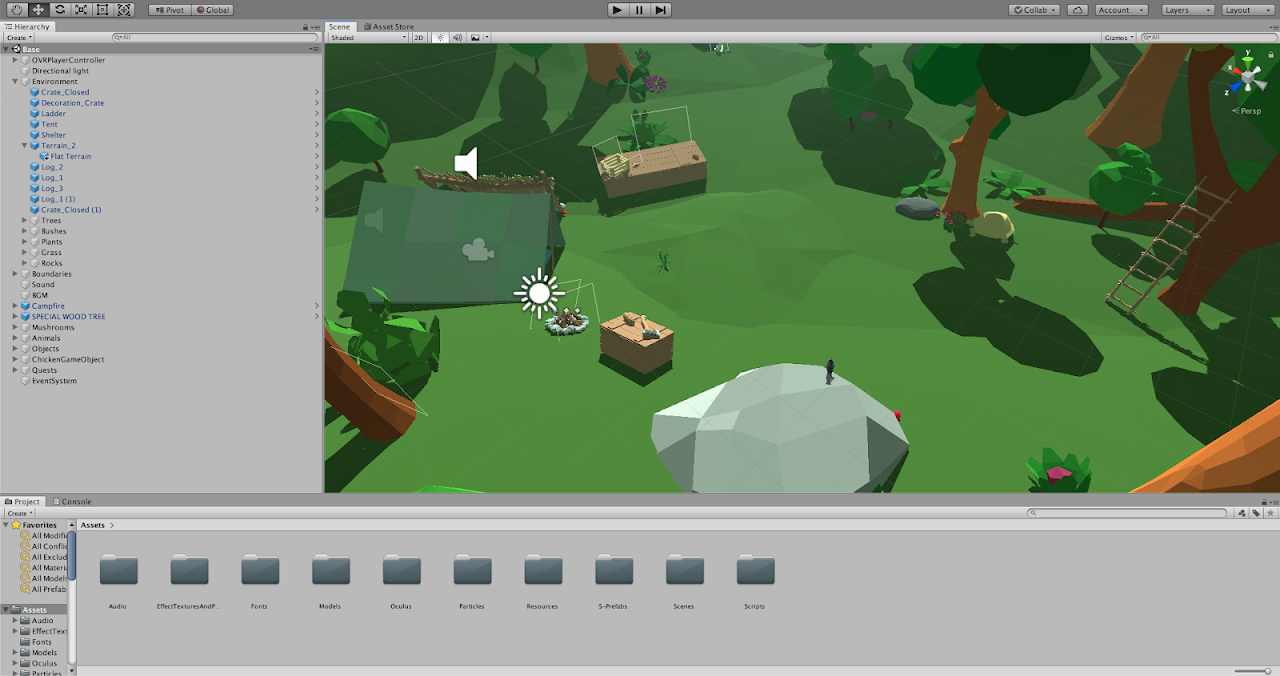 Pivot Global Collab Account Layers Layout
Hierarchy
Create All
Base
OVRPlayerController
Directional light
Environment
Crate_Closed
Decoration_Crate
Ladder
Tent
Shelter
Terrain_2
Flat Terrain
Log_2
Log_1
Log_3
Log_1 (1)
Crate_Closed (1)
Trees
Bushes
Plants
Grass
Rocks
Boundaries
Sound
BGM
Campfire
SPECIAL WOOD TREE
Mushrooms
Animals
Objects
ChickenGameObject
Quests
EventSystem
Scene Asset Store
Shaded 2D Gizmos All
y
x
z
Persp
Project Console
Create
Favorites
All Modifi
All Conflic
All Exclud
All Materia
All Models
All Prefab
Assets
Audio
EffectText
Fonts
Models
Oculus
Particles
Assets
Audio EffectTexturesAndP... Fonts Models Oculus Particles Resources S-Prefabs Scenes Scripts